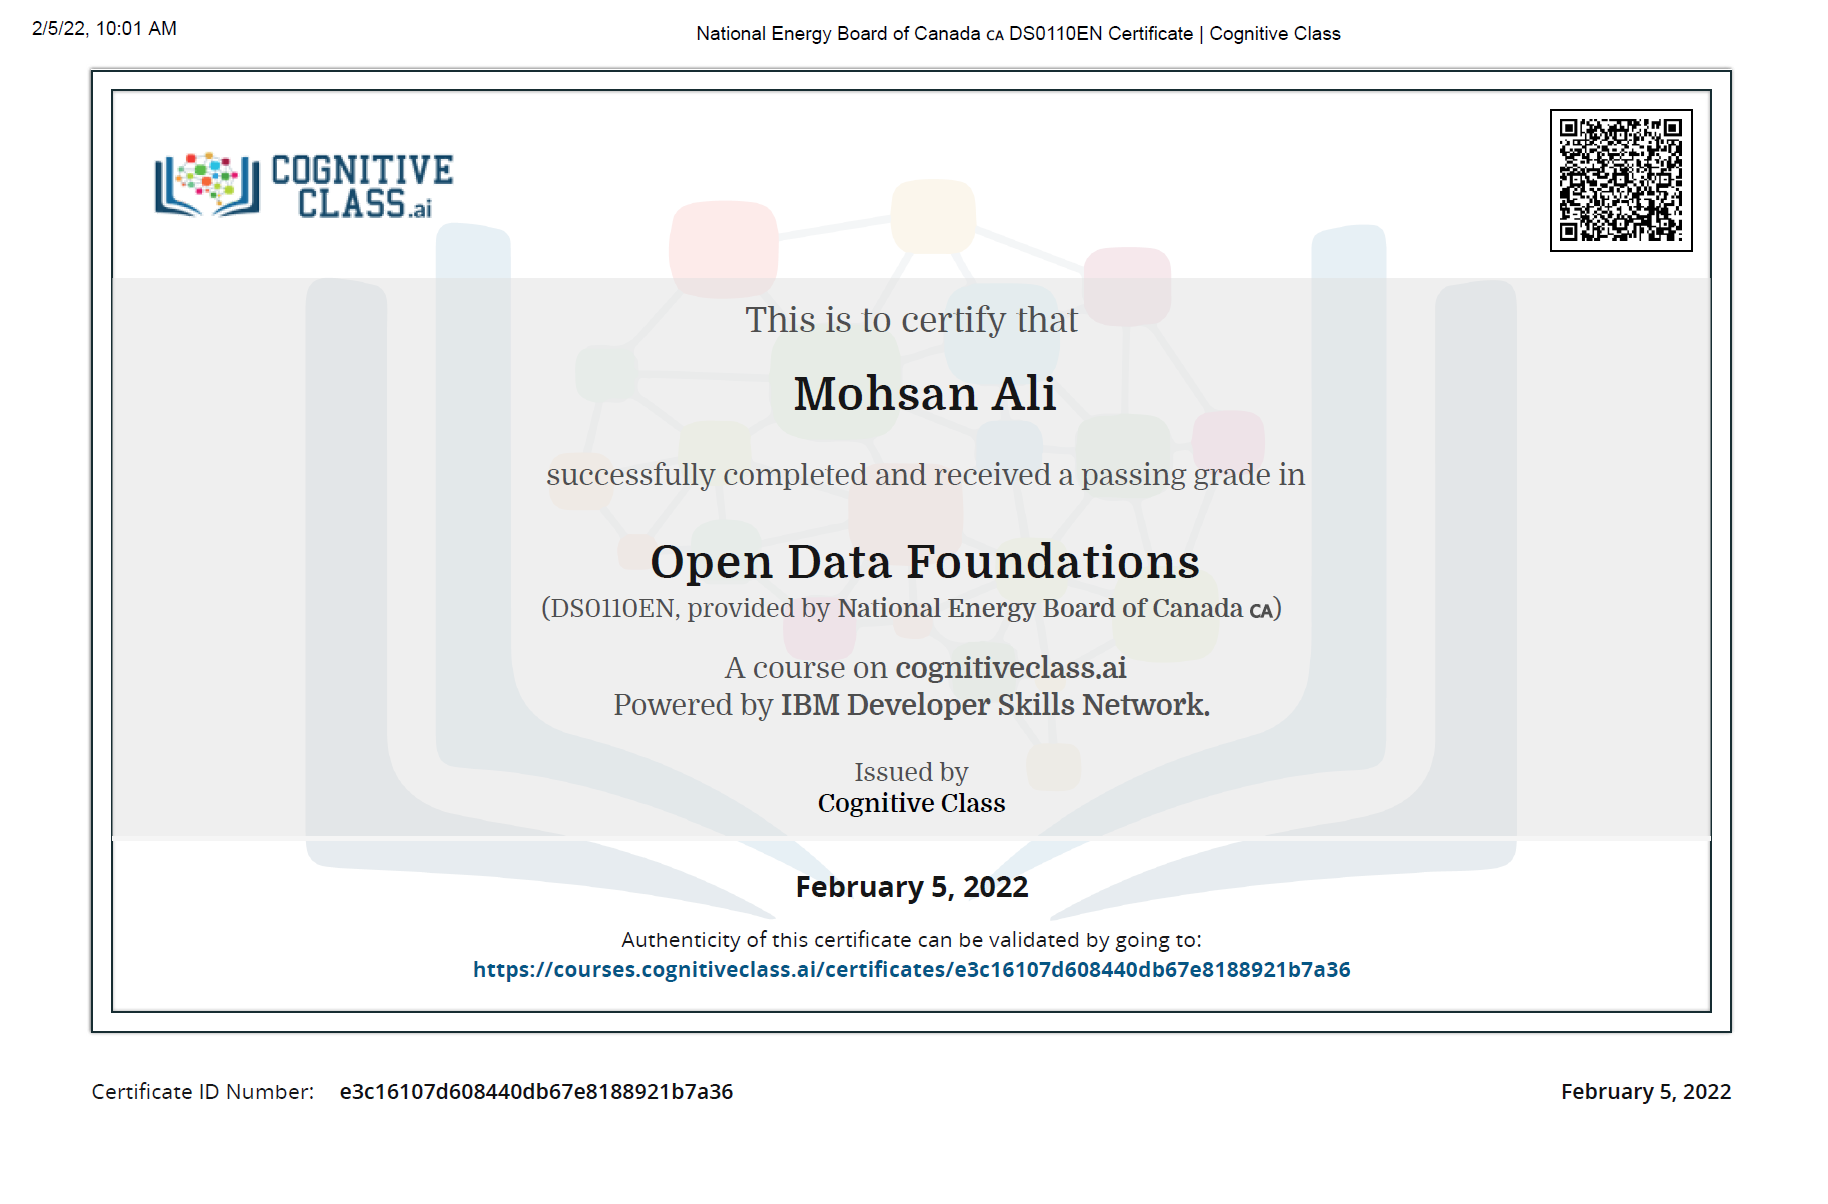 2/5/22, 10:01 AM
National Energy Board of Canada CA DS0110EN Certificate | Cognitive Class
COGNITIVE
CLASS.ai
This is to certify that
Mohsan Ali
successfully completed and received a passing grade in
Open Data Foundations
(DS0110EN, provided by National Energy Board of Canada CA)
A course on cognitiveclass.ai
Powered by IBM Developer Skills Network.
Issued by
Cognitive Class
February 5, 2022
Authenticity of this certificate can be validated by going to:
https://courses.cognitiveclass.ai/certificates/e3c16107d608440db67e8188921b7a36
Certificate ID Number: e3c16107d608440db67e8188921b7a36
February 5, 2022